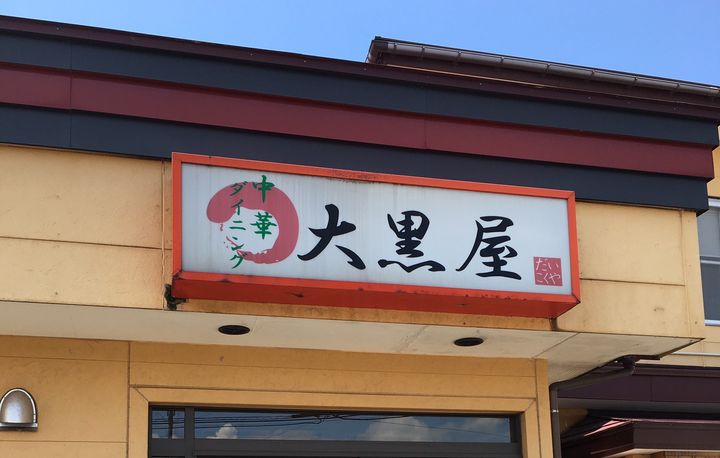 中華
ダイニング
大黒屋
だいこくや